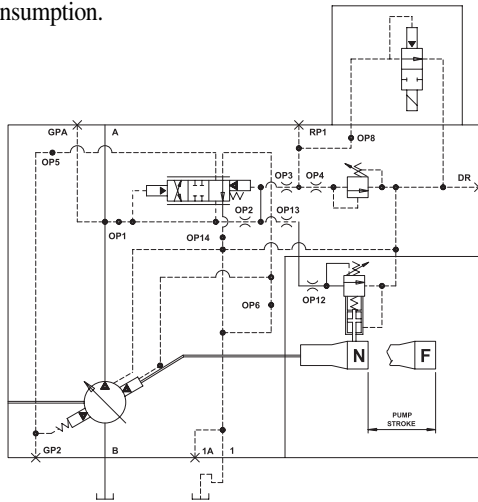 nsumption.
GPA
A
RP1
OP8
OP5
OP3
OP4
DR
OP1
OP2
OP13
OP14
OP12
OP6
N
F
PUMP
STROKE
GP2
B
1A
1